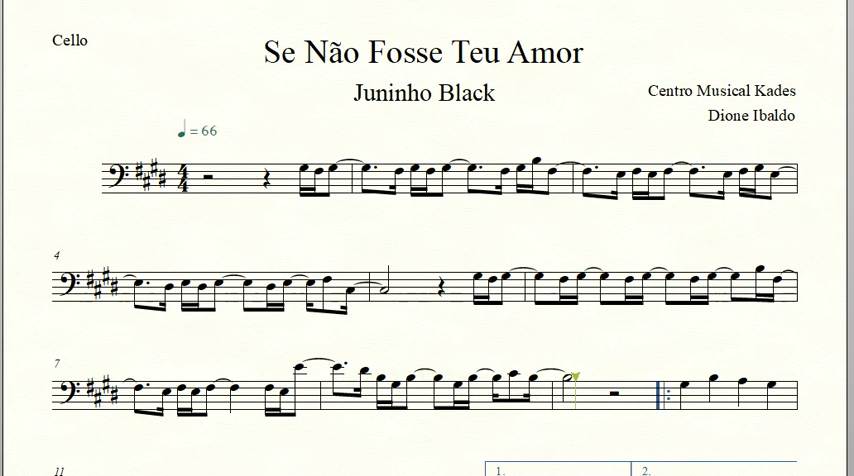 Cello
Se Não Fosse Teu Amor
Juninho Black
Centro Musical Kades
Dione Ibaldo
= 66
4
7
11
1.
2.